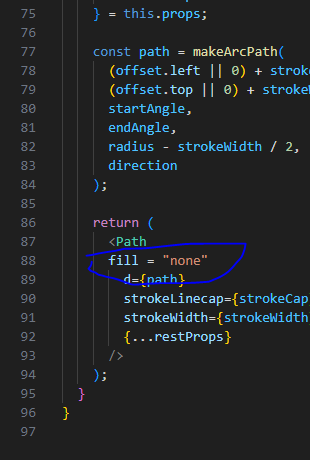 75 } = this.props;
76
77 const path = makeArcPath(
78 (offset.left || 0) + strok
79 (offset.top || 0) + stroke
80 startAngle,
81 endAngle,
82 radius - strokeWidth / 2,
83 direction
84 );
85
86 return (
87 <Path
88 fill = "none"
89 d={path}
90 strokeLinecap={strokeCap
91 strokeWidth={strokeWidth
92 {...restProps}
93 />
94 );
95 }
96 }
97